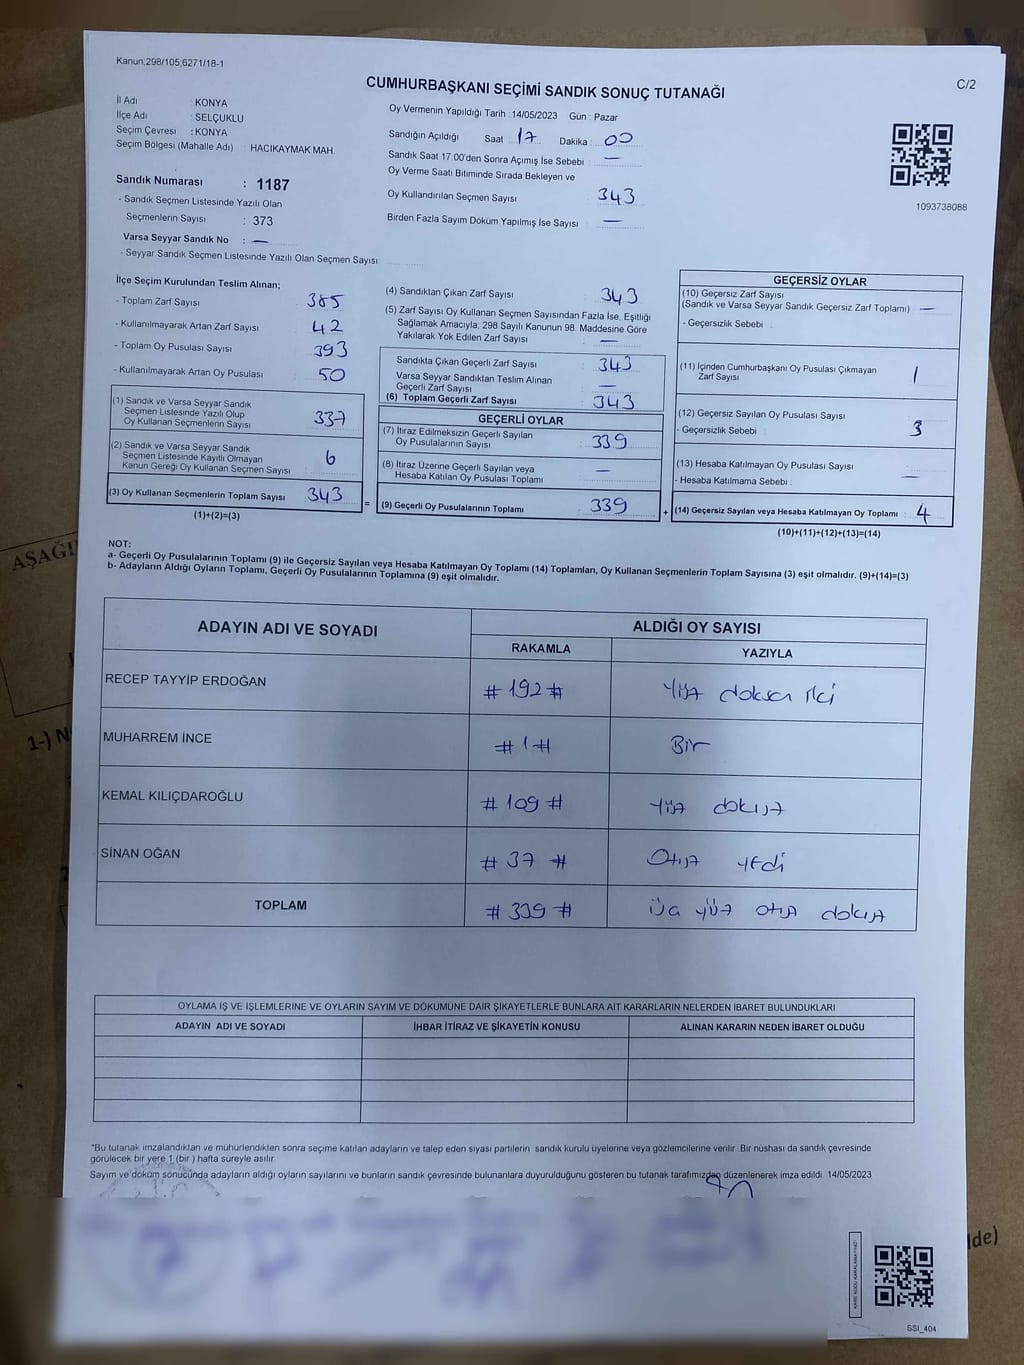 Kanun,298/105,6271/18-1
CUMHURBAŞKANI SEÇİMİ SANDIK SONUÇ TUTANAĞI
C/2
İl Adı : KONYA
İlçe Adı : SELÇUKLU
Seçim Çevresi : KONYA
Seçim Bölgesi (Mahalle Adı) : HACIKAYMAK MAH.
Sandık Numarası : 1187
- Sandık Seçmen Listesinde Yazılı Olan
Seçmenlerin Sayısı : 373
Varsa Seyyar Sandık No : —
- Seyyar Sandık Seçmen Listesinde Yazılı Olan Seçmen Sayısı
Oy Vermenin Yapıldığı Tarih : 14/05/2023 Gün : Pazar
Sandığın Açıldığı Saat : 17 Dakika : 00
Sandık Saat 17.00'den Sonra Açımış İse Sebebi : —
Oy Verme Saati Bitiminde Sırada Bekleyen ve
Oy Kullandırılan Seçmen Sayısı : 343
Birden Fazla Sayım Döküm Yapılmış İse Sayısı : —
1093738088
İlçe Seçim Kurulundan Teslim Alınan;
- Toplam Zarf Sayısı : 385
- Kullanılmayarak Artan Zarf Sayısı : 42
- Toplam Oy Pusulası Sayısı : 393
- Kullanılmayarak Artan Oy Pusulası : 50
(1) Sandık ve Varsa Seyyar Sandık
Seçmen Listesinde Yazılı Olup
Oy Kullanan Seçmenlerin Sayısı : 337
(2) Sandık ve Varsa Seyyar Sandık
Seçmen Listesinde Kayıtlı Olmayan
Kanun Gereği Oy Kullanan Seçmen Sayısı : 6
(3) Oy Kullanan Seçmenlerin Toplam Sayısı : 343
(1)+(2)=(3)
(4) Sandıktan Çıkan Zarf Sayısı : 343
(5) Zarf Sayısı Oy Kullanan Seçmen Sayısından Fazla İse, Eşitliği
Sağlamak Amacıyla, 298 Sayılı Kanunun 98. Maddesine Göre
Yakılarak Yok Edilen Zarf Sayısı : —
Sandıkta Çıkan Geçerli Zarf Sayısı : 343
Varsa Seyyar Sandıktan Teslim Alınan
Geçerli Zarf Sayısı : —
(6) Toplam Geçerli Zarf Sayısı : 343
GEÇERLİ OYLAR
(7) İtiraz Edilmeksizin Geçerli Sayılan
Oy Pusulalarının Sayısı : 339
(8) İtiraz Üzerine Geçerli Sayılan veya
Hesaba Katılan Oy Pusulası Toplamı : —
= (9) Geçerli Oy Pusulalarının Toplamı : 339
GEÇERSİZ OYLAR
(10) Geçersiz Zarf Sayısı
(Sandık ve Varsa Seyyar Sandık Geçersiz Zarf Toplamı) : —
- Geçersizlik Sebebi :
(11) İçinden Cumhurbaşkanı Oy Pusulası Çıkmayan
Zarf Sayısı : 1
(12) Geçersiz Sayılan Oy Pusulası Sayısı
- Geçersizlik Sebebi : 3
(13) Hesaba Katılmayan Oy Pusulası Sayısı :
- Hesaba Katılmama Sebebi : —
+ (14) Geçersiz Sayılan veya Hesaba Katılmayan Oy Toplamı : 4
(10)+(11)+(12)+(13)=(14)
NOT:
a- Geçerli Oy Pusulalarının Toplamı (9) ile Geçersiz Sayılan veya Hesaba Katılmayan Oy Toplamı (14) Toplamları, Oy Kullanan Seçmenlerin Toplam Sayısına (3) eşit olmalıdır. (9)+(14)=(3)
b- Adayların Aldığı Oyların Toplamı, Geçerli Oy Pusulalarının Toplamına (9) eşit olmalıdır.
ADAYIN ADI VE SOYADI
ALDIĞI OY SAYISI
RAKAMLA YAZIYLA
RECEP TAYYİP ERDOĞAN # 192 # Yüz doksan iki
MUHARREM İNCE # 1 # Bir
KEMAL KILIÇDAROĞLU # 109 # Yüz dokuz
SİNAN OĞAN # 37 # Otuz yedi
TOPLAM # 339 # Üç yüz otuz dokuz
OYLAMA İŞ VE İŞLEMLERİNE VE OYLARIN SAYIM VE DÖKÜMÜNE DAİR ŞİKAYETLERLE BUNLARA AİT KARARLARIN NELERDEN İBARET BULUNDUKLARI
ADAYIN ADI VE SOYADI İHBAR İTİRAZ VE ŞİKAYETİN KONUSU ALINAN KARARIN NEDEN İBARET OLDUĞU
*Bu tutanak imzalandıktan ve mühürlendikten sonra seçime katılan adayların ve talep eden siyasi partilerin sandık kurulu üyelerine veya gözlemcilerine verilir. Bir nüshası da sandık çevresinde
görülecek bir yere 1 (bir ) hafta süreyle asılır.
Sayım ve döküm sonucunda adayların aldığı oyların sayılarını ve bunların sandık çevresinde bulunanlara duyurulduğunu gösteren bu tutanak tarafımızdan düzenlenerek imza edildi. 14/05/2023
SSI_404
AŞAĞI
1-) N
lde)